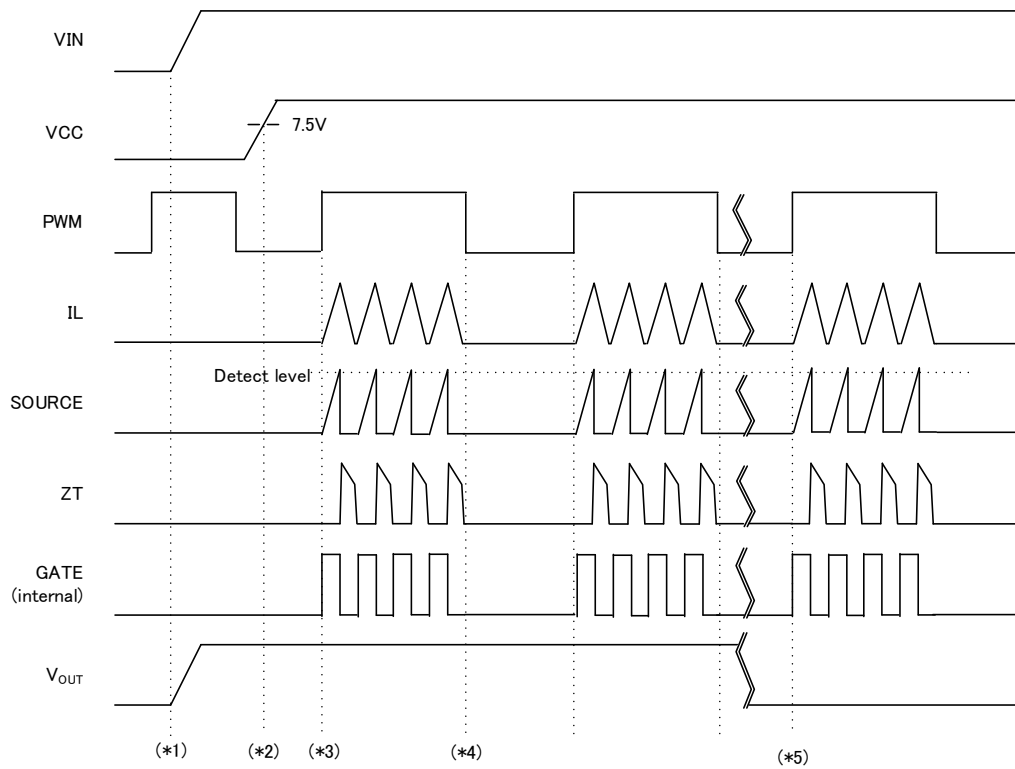 VIN
VCC
7.5V
PWM
IL
Detect level
SOURCE
ZT
GATE
(internal)
VOUT
(*1)
(*2)
(*3)
(*4)
(*5)